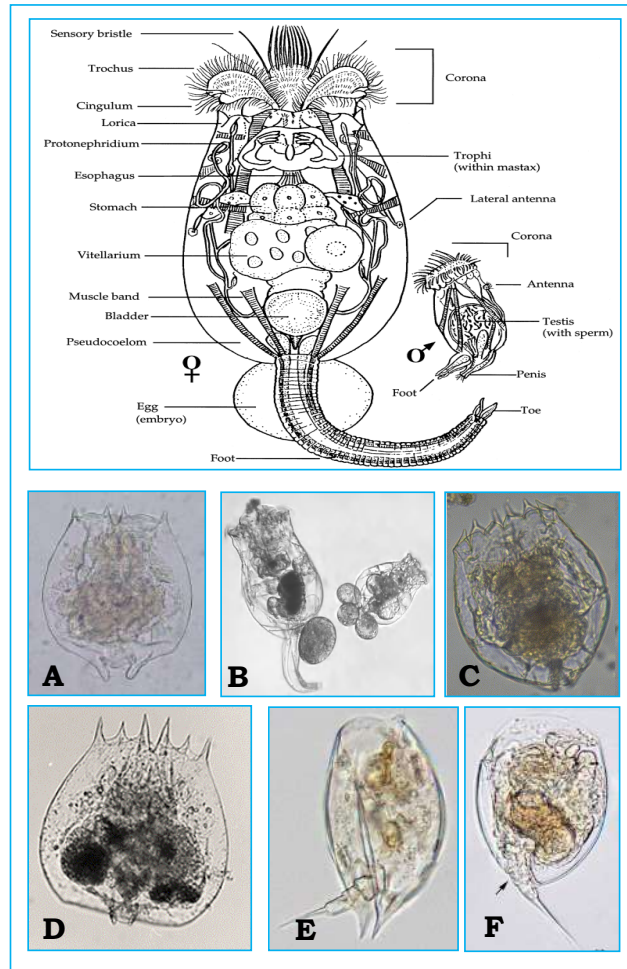 Sensory bristle
Trochus
Cingulum
Lorica
Protonephridium
Esophagus
Stomach
Vitellarium
Muscle band
Bladder
Pseudocoelom
♀
Egg
(embryo)
Foot
Corona
Trophi
(within mastax)
Lateral antenna
Corona
Antenna
Testis
(with sperm)
♂
Penis
Foot
Toe
A
B
C
D
E
F